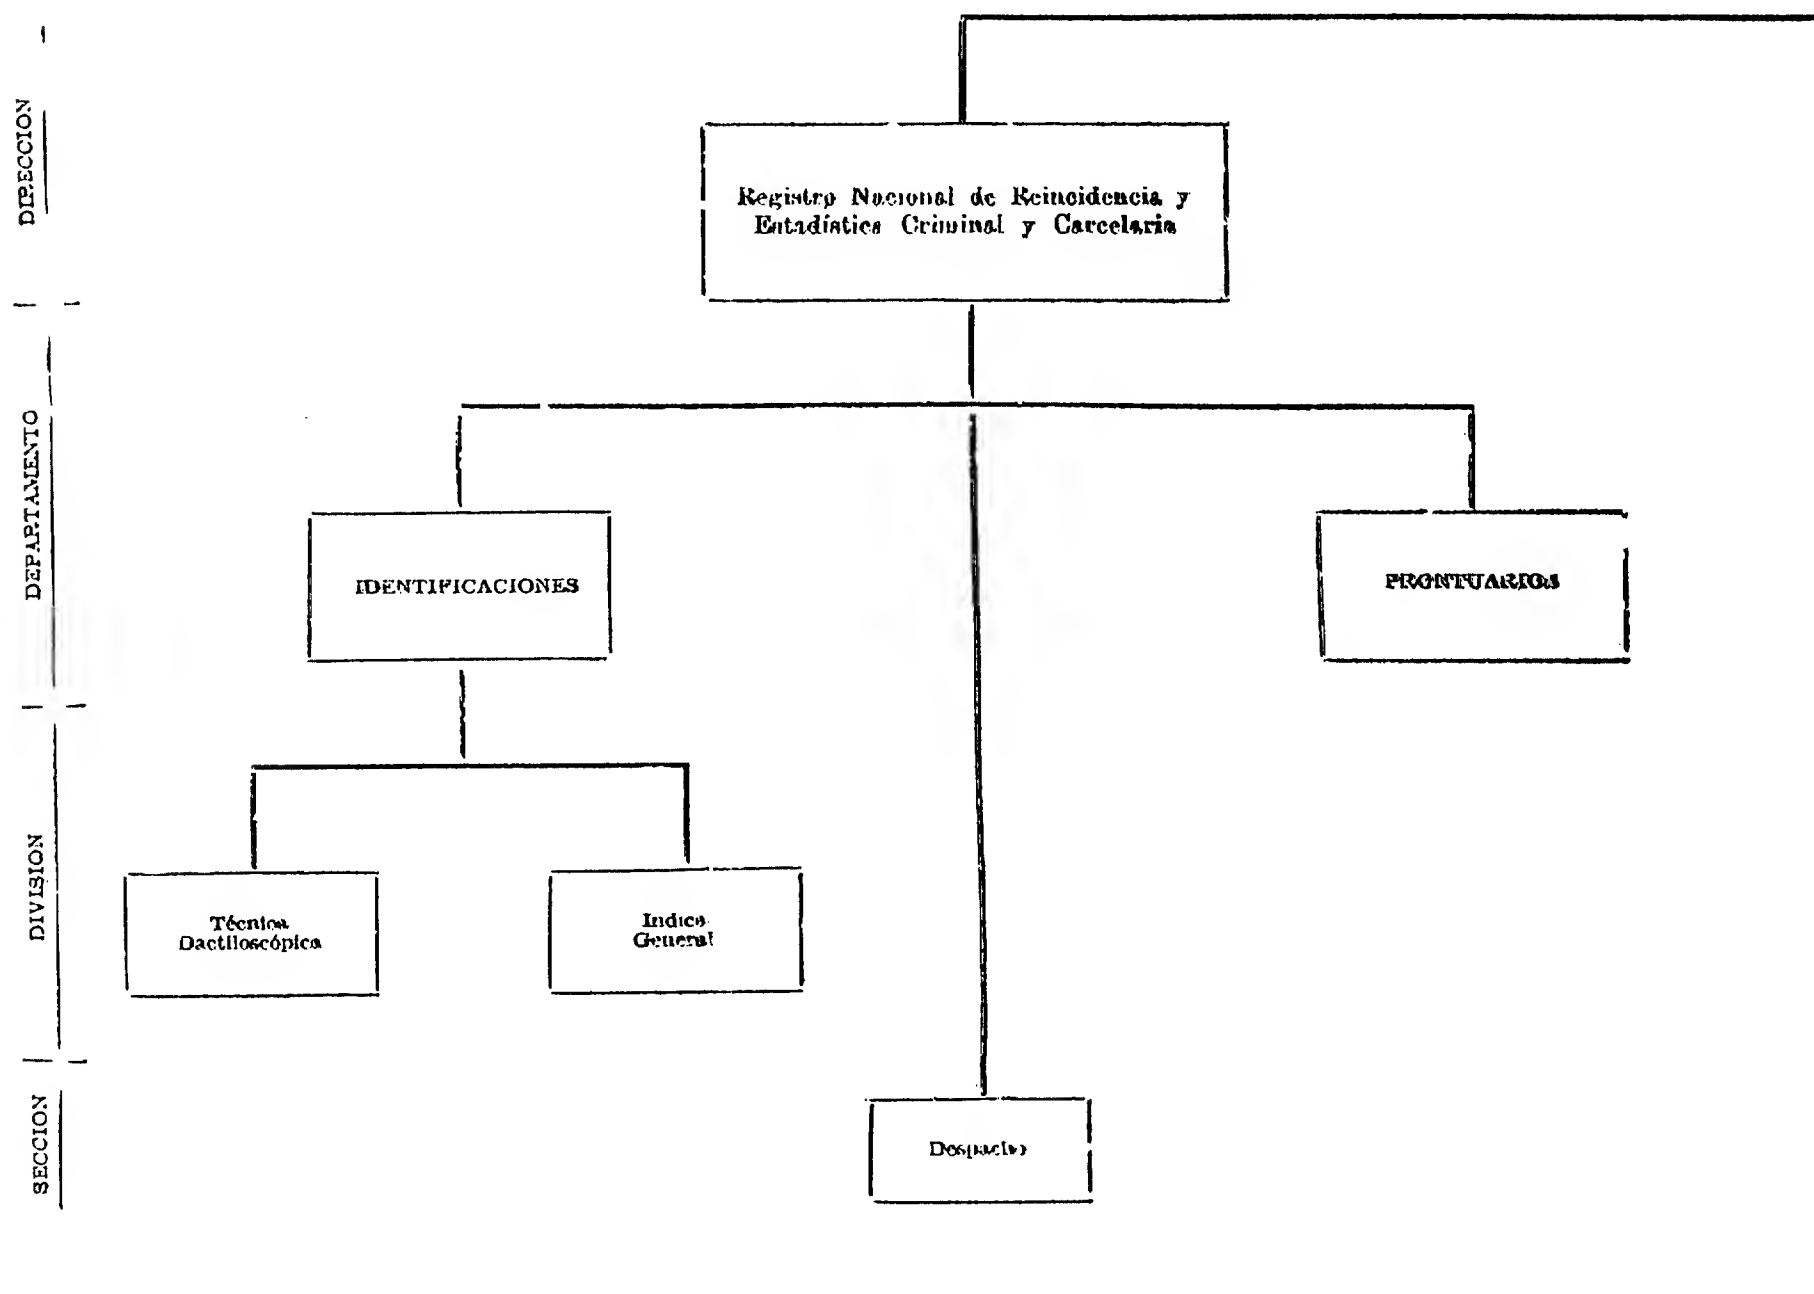 DIRECCION
Registro Nacional de Reincidencia y
Estadística Criminal y Carcelaria
DEPARTAMENTO
IDENTIFICACIONES
PRONTUARIOS
DIVISION
Técnica
Dactiloscópica
Indice
General
SECCION
Despacho